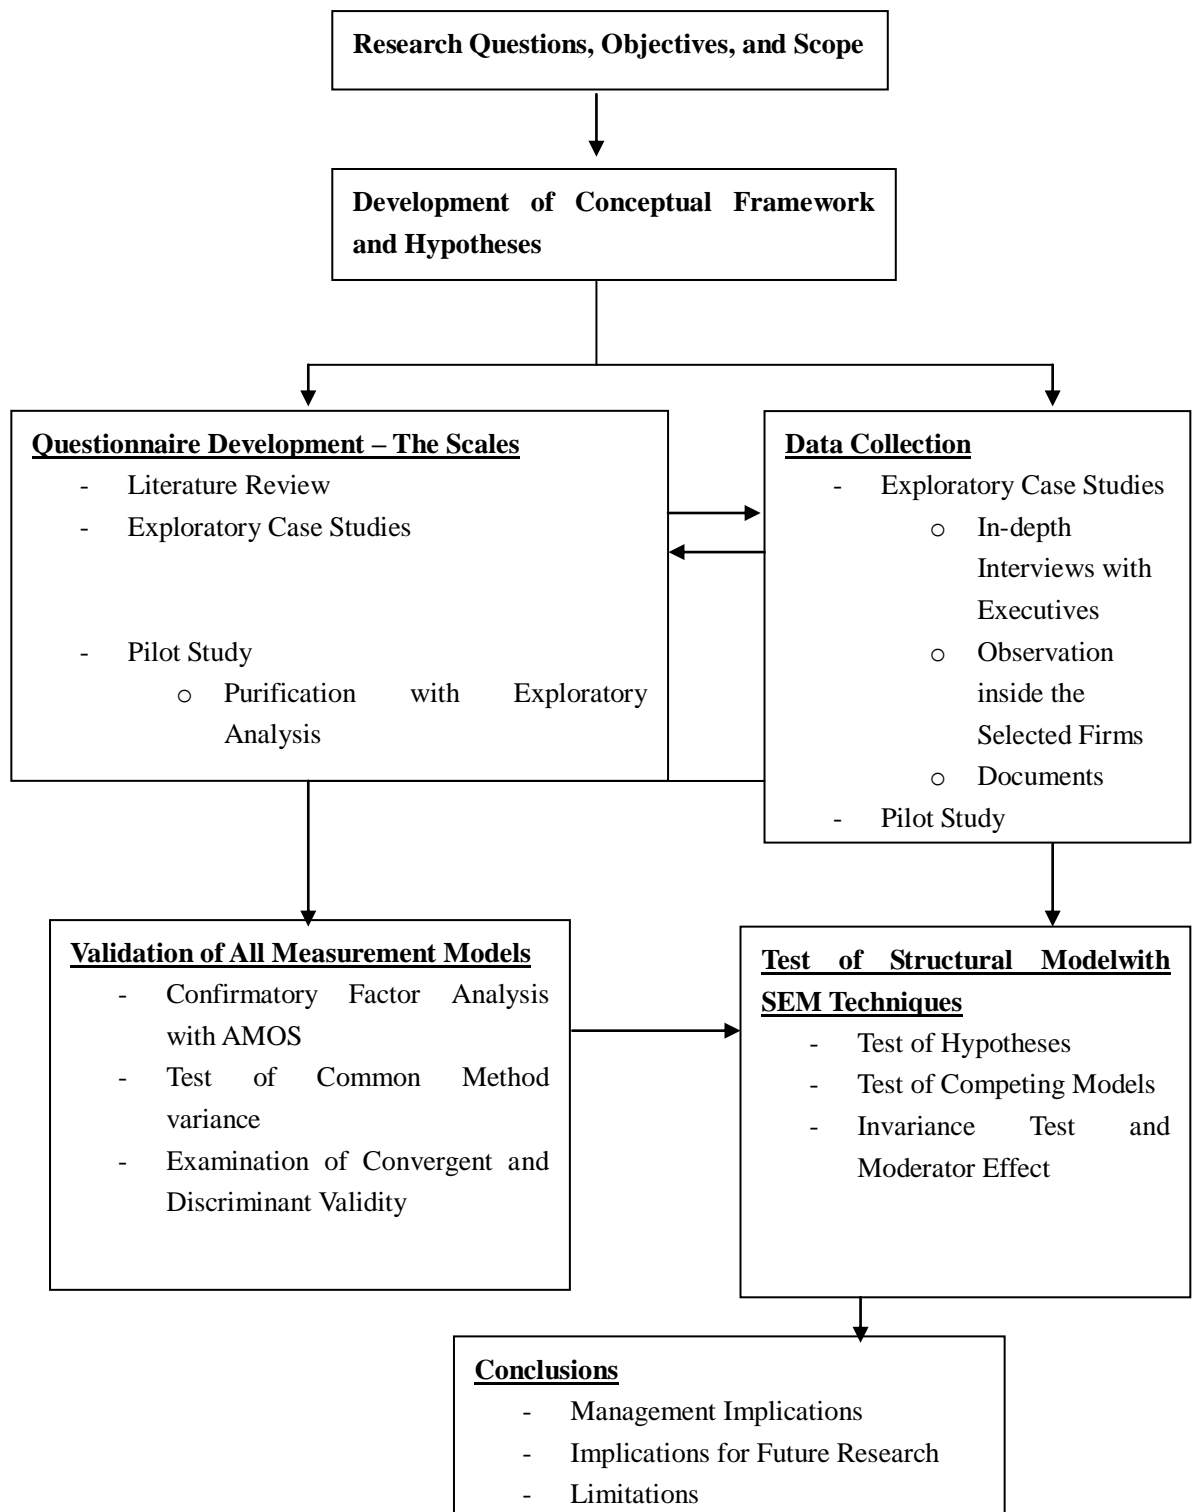 Research Questions, Objectives, and Scope
Development of Conceptual Framework
and Hypotheses
Questionnaire Development – The Scales
- Literature Review
- Exploratory Case Studies
- Pilot Study
o Purification with Exploratory
Analysis
Data Collection
- Exploratory Case Studies
o In-depth
Interviews with
Executives
o Observation
inside the
Selected Firms
o Documents
- Pilot Study
Validation of All Measurement Models
- Confirmatory Factor Analysis
with AMOS
- Test of Common Method
variance
- Examination of Convergent and
Discriminant Validity
Test of Structural Modelwith
SEM Techniques
- Test of Hypotheses
- Test of Competing Models
- Invariance Test and
Moderator Effect
Conclusions
- Management Implications
- Implications for Future Research
- Limitations